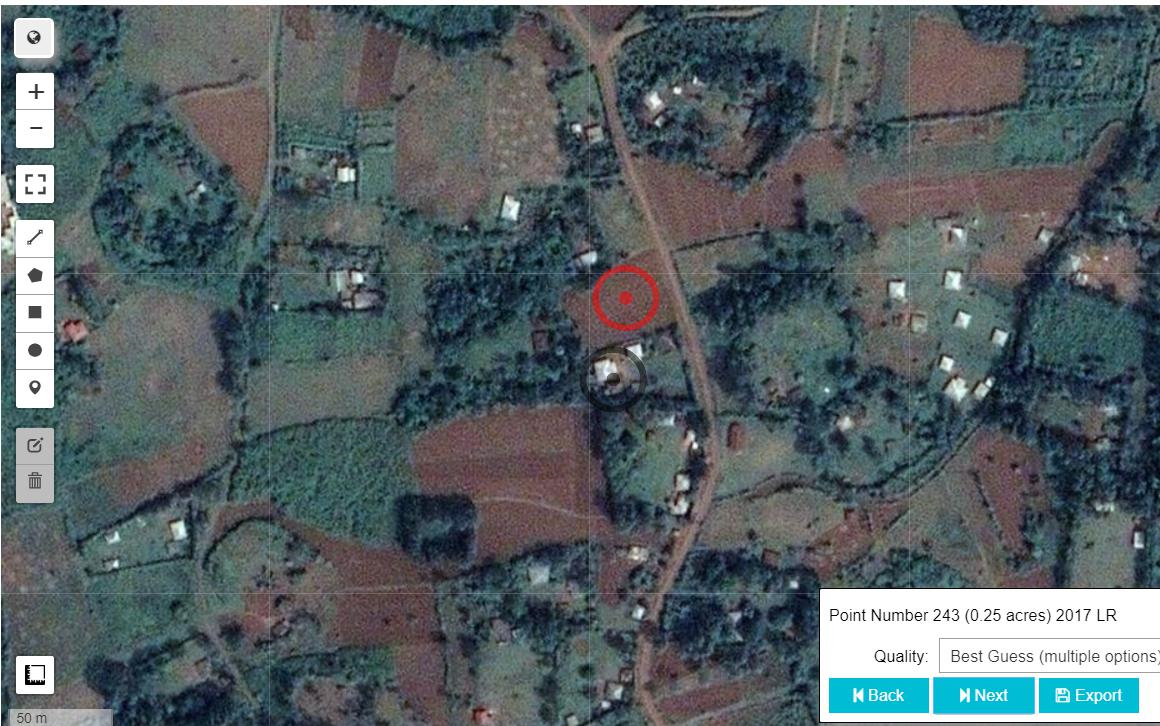 +
−
Point Number 243 (0.25 acres) 2017 LR
Quality: Best Guess (multiple options)
Back Next Export
50 m